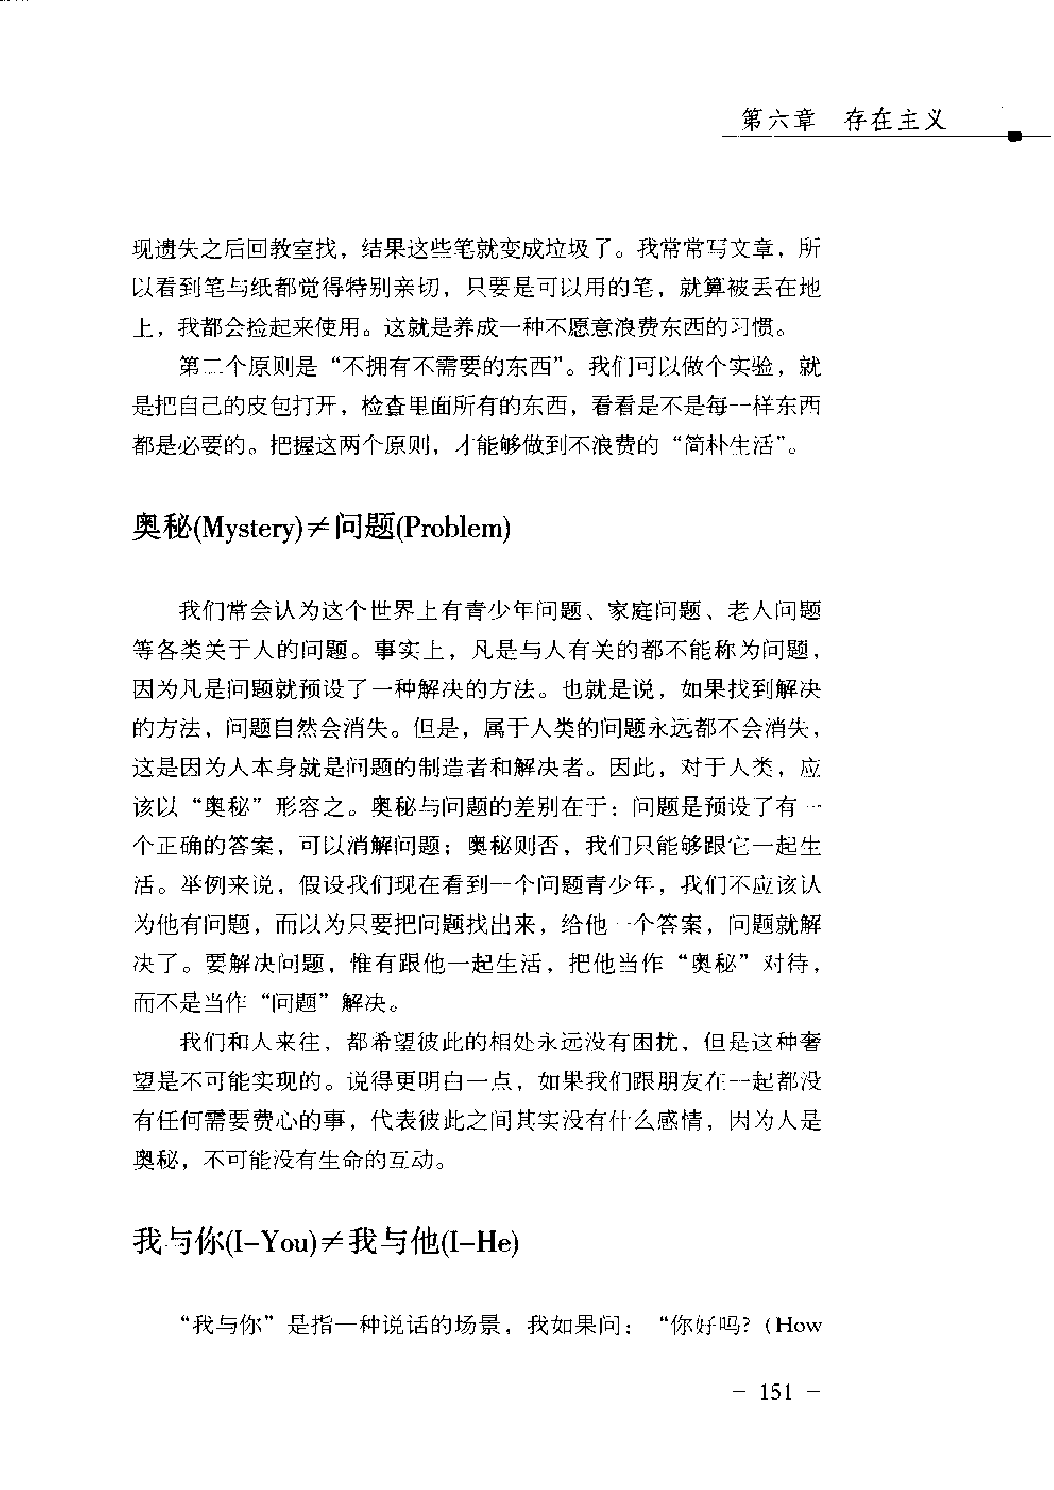 第六章 存在主义
现遗失之后回教室找，结果这些笔就变成垃圾了。我常常写文章，所
以看到笔与纸都觉得特别亲切，只要是可以用的笔，就算被丢在地
上，我都会捡起来使用。这就是养成一种不愿意浪费东西的习惯。
第二个原则是“不拥有不需要的东西”。我们可以做个实验，就
是把自己的皮包打开，检查里面所有的东西，看看是不是每一样东西
都是必要的。把握这两个原则，才能够做到不浪费的“简朴生活”。
奥秘(Mystery)≠问题(Problem)
我们常会认为这个世界上有青少年问题、家庭问题、老人问题
等各类关于人的问题。事实上，凡是与人有关的都不能称为问题，
因为凡是问题就预设了一种解决的方法。也就是说，如果找到解决
的方法，问题自然会消失。但是，属于人类的问题永远都不会消失，
这是因为人本身就是问题的制造者和解决者。因此，对于人类，应
该以“奥秘”形容之。奥秘与问题的差别在于：问题是预设了有一
个正确的答案，可以消解问题；奥秘则否，我们只能够跟它一起生
活。举例来说，假设我们现在看到一个问题青少年，我们不应该认
为他有问题，而以为只要把问题找出来，给他一个答案，问题就解
决了。要解决问题，惟有跟他一起生活，把他当作“奥秘”对待，
而不是当作“问题”解决。
我们和人来往，都希望彼此的相处永远没有困扰，但是这种奢
望是不可能实现的。说得更明白一点，如果我们跟朋友在一起都没
有任何需要费心的事，代表彼此之间其实没有什么感情，因为人是
奥秘，不可能没有生命的互动。
我与你(I–You)≠我与他(I–He)
“我与你”是指一种说话的场景，我如果问：“你好吗？(How
– 151 –